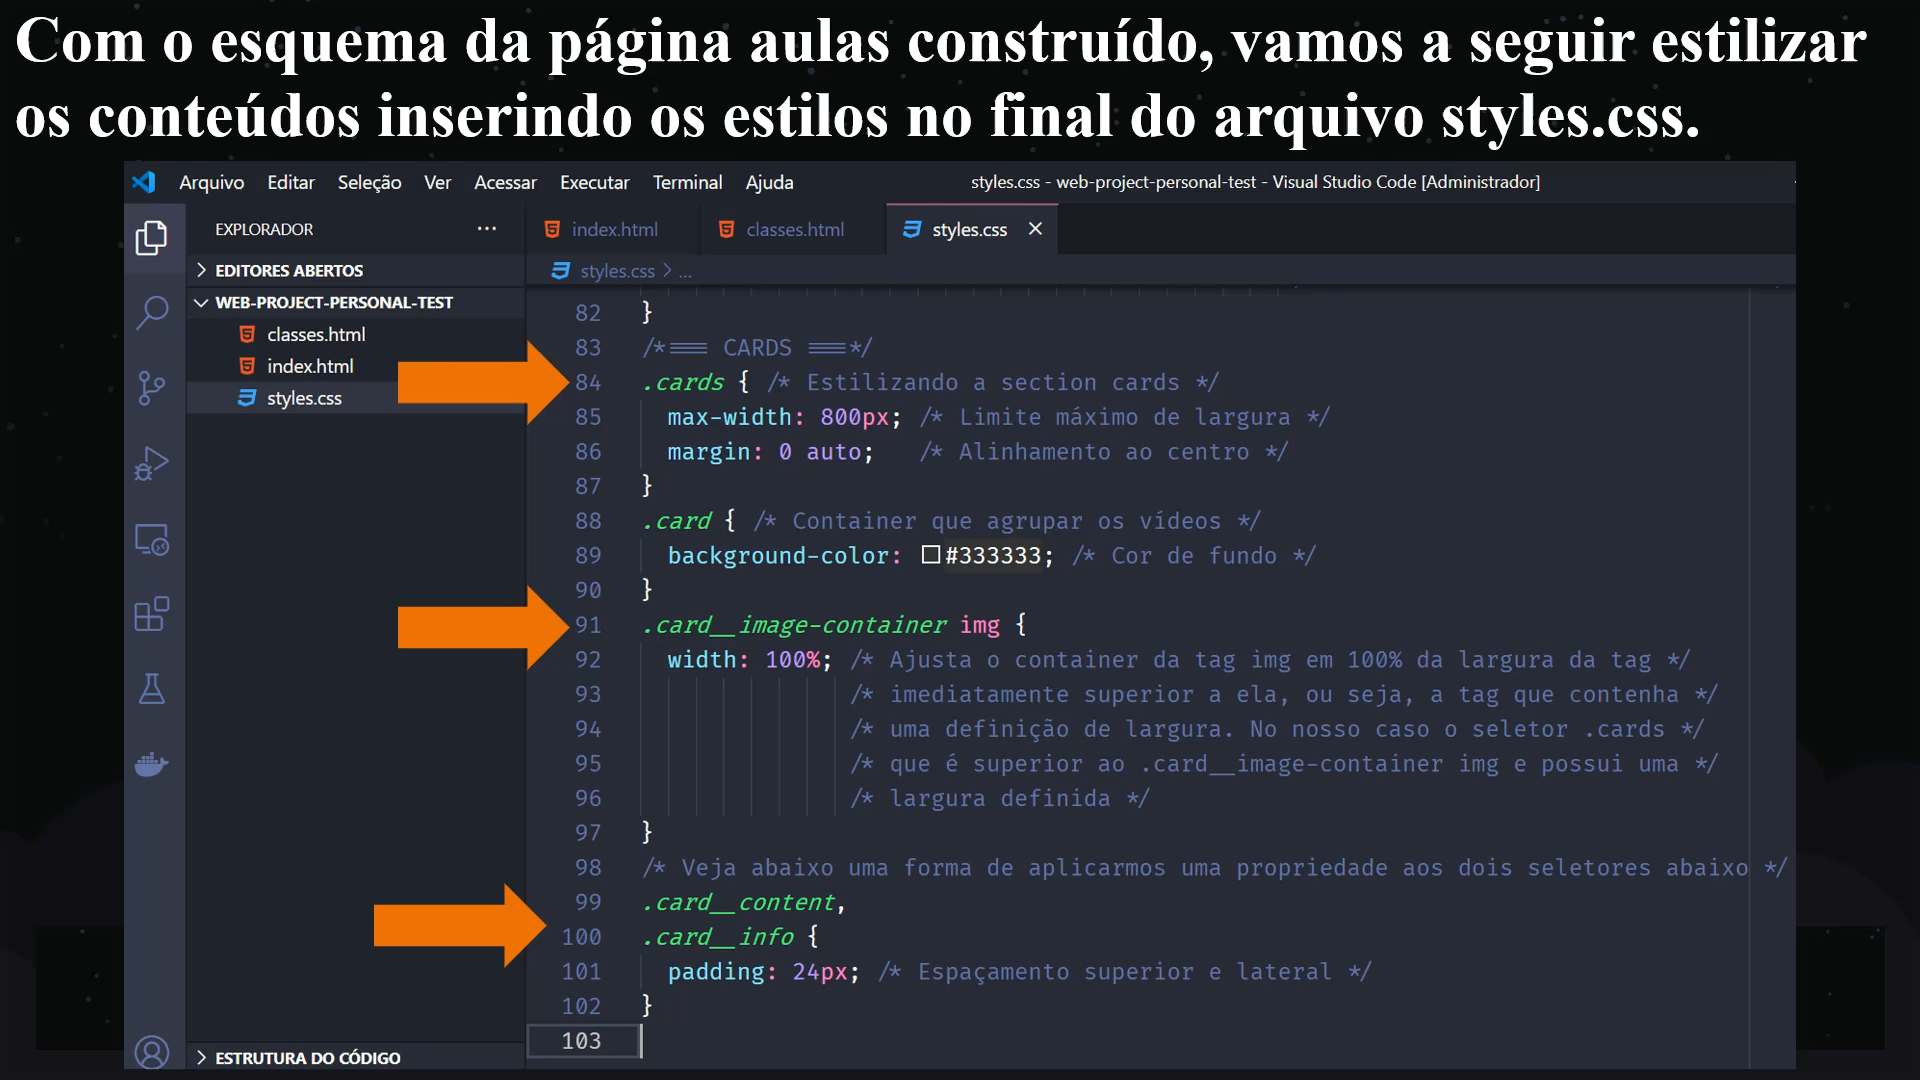 Com o esquema da página aulas construído, vamos a seguir estilizar
os conteúdos inserindo os estilos no final do arquivo styles.css.
Arquivo Editar Seleção Ver Acessar Executar Terminal Ajuda styles.css - web-project-personal-test - Visual Studio Code [Administrador]
EXPLORADOR ··· index.html classes.html styles.css ×
EDITORES ABERTOS
styles.css > ...
WEB-PROJECT-PERSONAL-TEST
classes.html
index.html
styles.css
82 }
83 /*=== CARDS ===*/
84 .cards { /* Estilizando a section cards */
85 max-width: 800px; /* Limite máximo de largura */
86 margin: 0 auto; /* Alinhamento ao centro */
87 }
88 .card { /* Container que agrupar os vídeos */
89 background-color: #333333; /* Cor de fundo */
90 }
91 .card__image-container img {
92 width: 100%; /* Ajusta o container da tag img em 100% da largura da tag */
93 /* imediatamente superior a ela, ou seja, a tag que contenha */
94 /* uma definição de largura. No nosso caso o seletor .cards */
95 /* que é superior ao .card__image-container img e possui uma */
96 /* largura definida */
97 }
98 /* Veja abaixo uma forma de aplicarmos uma propriedade aos dois seletores abaixo */
99 .card__content,
100 .card__info {
101 padding: 24px; /* Espaçamento superior e lateral */
102 }
103
ESTRUTURA DO CÓDIGO